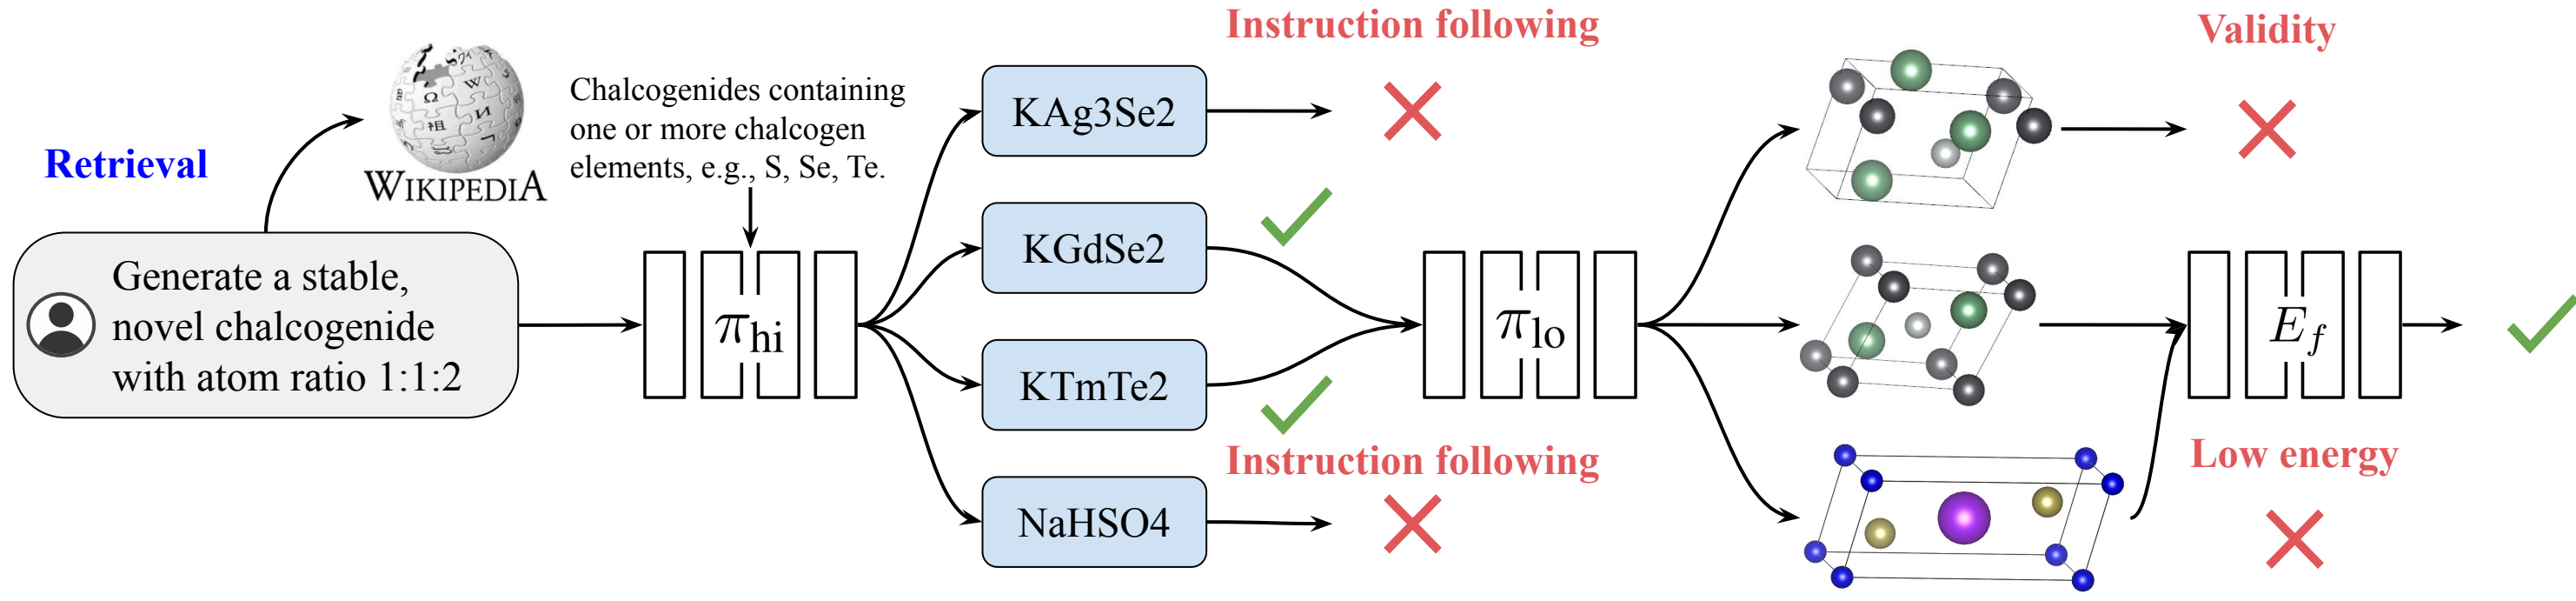 Retrieval
WIKIPEDIA
Generate a stable,
novel chalcogenide
with atom ratio 1:1:2
Chalcogenides containing
one or more chalcogen
elements, e.g., S, Se, Te.
π_hi
KAg3Se2
KGdSe2
KTmTe2
NaHSO4
Instruction following
Instruction following
π_lo
Validity
E_f
Low energy